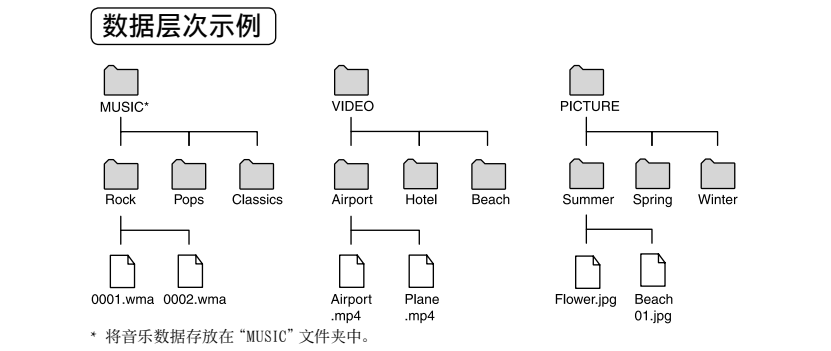 数据层次示例
MUSIC* VIDEO PICTURE
Rock Pops Classics Airport Hotel Beach Summer Spring Winter
0001.wma 0002.wma Airport .mp4 Plane .mp4 Flower.jpg Beach 01.jpg
* 将音乐数据存放在“MUSIC”文件夹中。